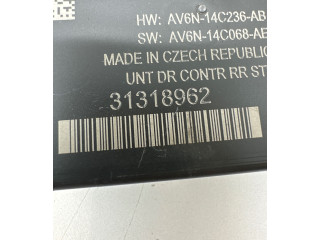 HW: AV6N-14C236-AB
SW: AV6N-14C068-AE
MADE IN CZECH REPUBLIC
UNT DR CONTR RR ST
31318962